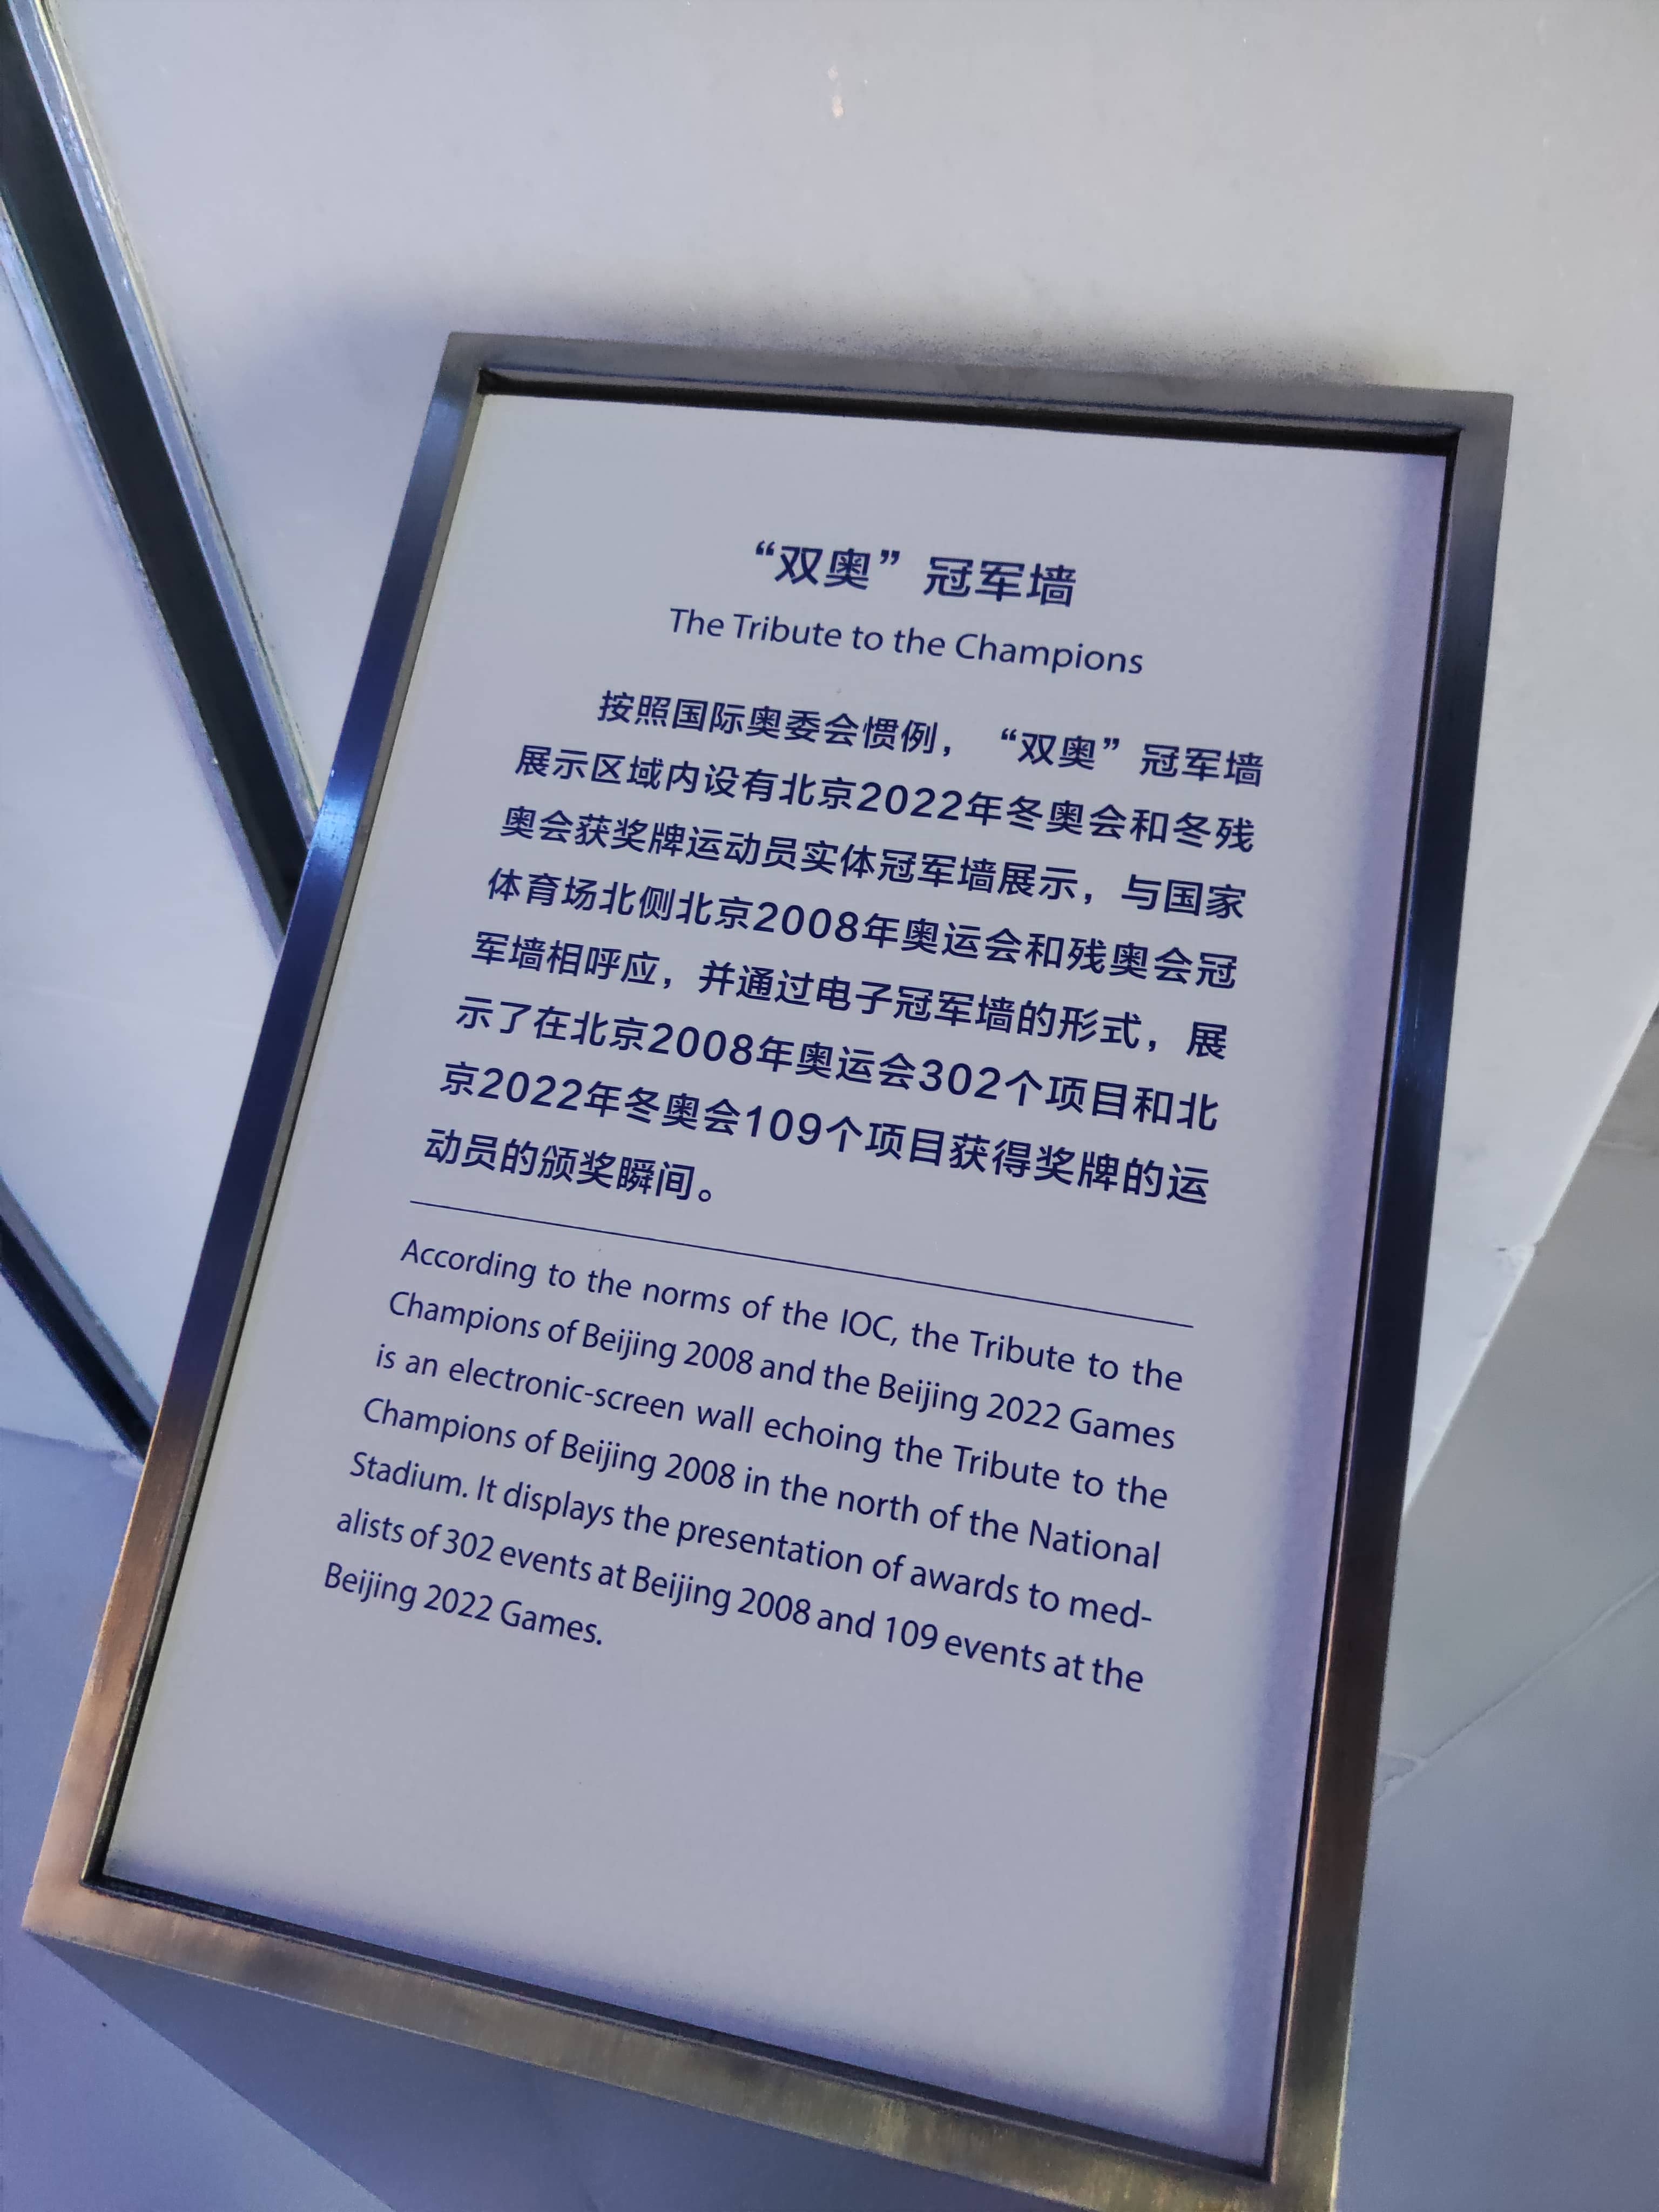 “双奥”冠军墙
The Tribute to the Champions
按照国际奥委会惯例，“双奥”冠军墙
展示区域内设有北京2022年冬奥会和冬残
奥会获奖牌运动员实体冠军墙展示，与国家
体育场北侧北京2008年奥运会和残奥会冠
军墙相呼应，并通过电子冠军墙的形式，展
示了在北京2008年奥运会302个项目和北
京2022年冬奥会109个项目获得奖牌的运
动员的颁奖瞬间。
According to the norms of the IOC, the Tribute to the
Champions of Beijing 2008 and the Beijing 2022 Games
is an electronic-screen wall echoing the Tribute to the
Champions of Beijing 2008 in the north of the National
Stadium. It displays the presentation of awards to med-
alists of 302 events at Beijing 2008 and 109 events at the
Beijing 2022 Games.